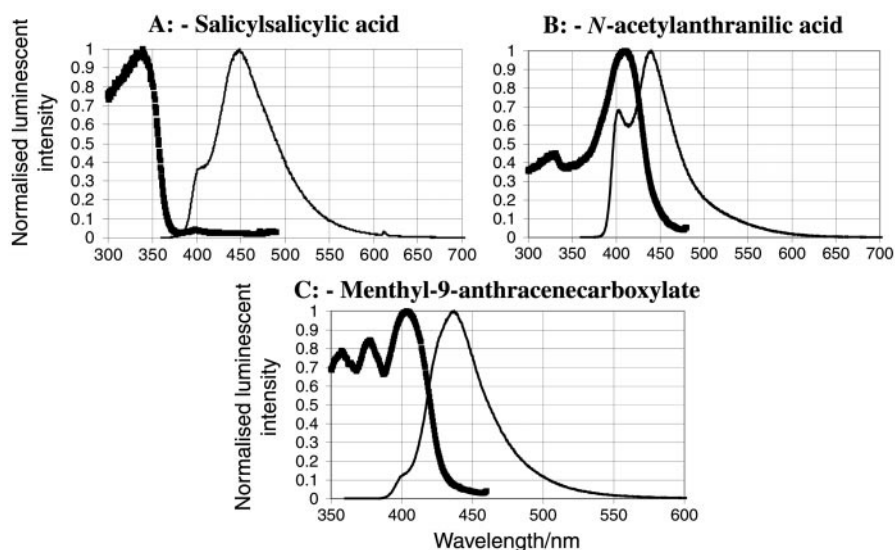 A: - Salicylsalicylic acid
Normalised luminescent
intensity
1
0.9
0.8
0.7
0.6
0.5
0.4
0.3
0.2
0.1
0
300 350 400 450 500 550 600 650 700
B: - N-acetylanthranilic acid
Normalised luminescent
intensity
1
0.9
0.8
0.7
0.6
0.5
0.4
0.3
0.2
0.1
0
300 350 400 450 500 550 600 650 700
C: - Menthyl-9-anthracenecarboxylate
Normalised luminescent
intensity
1
0.9
0.8
0.7
0.6
0.5
0.4
0.3
0.2
0.1
0
350 400 450 500 550 600
Wavelength/nm